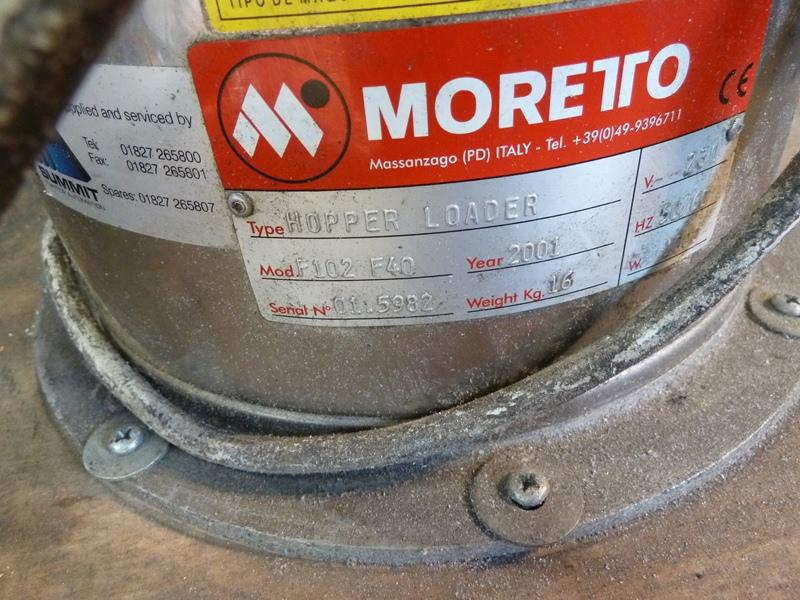 TIPO DE
MORETTO
CE
Massanzago (PD) ITALY - Tel. +39(0)49-9396711
Type HOPPER LOADER
Mod F102 F40
Year 2001
Serial N° 01.5982
Weight Kg. 16
V.~
HZ
W.
and serviced by
Tel: 01827 265800
Fax: 01827 265801
SUMMIT
Spares: 01827 265807